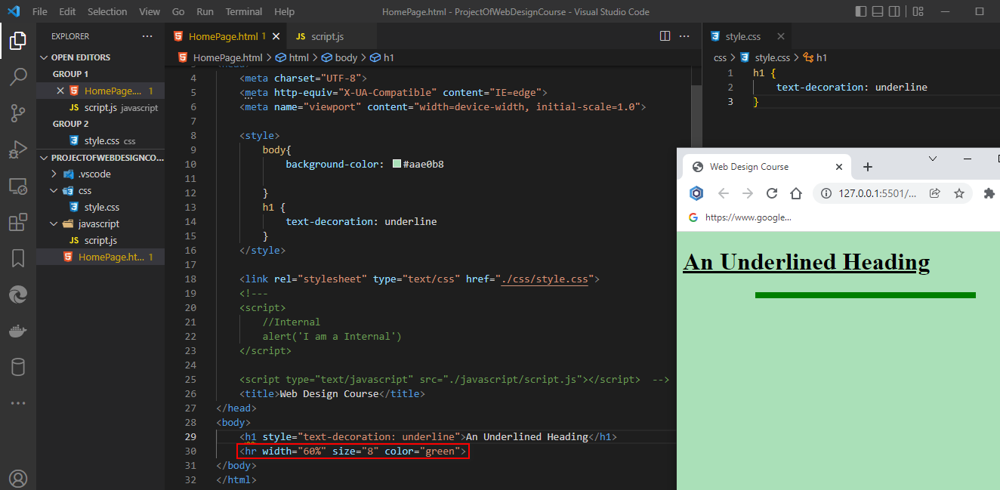 File Edit Selection View Go Run Terminal Help HomePage.html - ProjectOfWebDesignCourse - Visual Studio Code
EXPLORER ···
OPEN EDITORS
GROUP 1
HomePage.... 1
JS script.js javascript
GROUP 2
style.css css
PROJECTOFWEBDESIGNCO...
.vscode
css
style.css
javascript
JS script.js
HomePage.ht... 1
HomePage.html 1
JS script.js
HomePage.html > html > body > h1
4 <meta charset="UTF-8">
5 <meta http-equiv="X-UA-Compatible" content="IE=edge">
6 <meta name="viewport" content="width=device-width, initial-scale=1.0">
7
8 <style>
9 body{
10 background-color: #aae0b8
11
12 }
13 h1 {
14 text-decoration: underline
15 }
16 </style>
17
18 <link rel="stylesheet" type="text/css" href="./css/style.css">
19 <!---
20 <script>
21 //Internal
22 alert('I am a Internal')
23 </script>
24
25 <script type="text/javascript" src="./javascript/script.js"></script> -->
26 <title>Web Design Course</title>
27 </head>
28 <body>
29 <h1 style="text-decoration: underline">An Underlined Heading</h1>
30 <hr width="60%" size="8" color="green">
31 </body>
32 </html>
style.css
css > style.css > h1
1 h1 {
2 text-decoration: underline
3 }
Web Design Course
127.0.0.1:5501/...
https://www.google...
An Underlined Heading